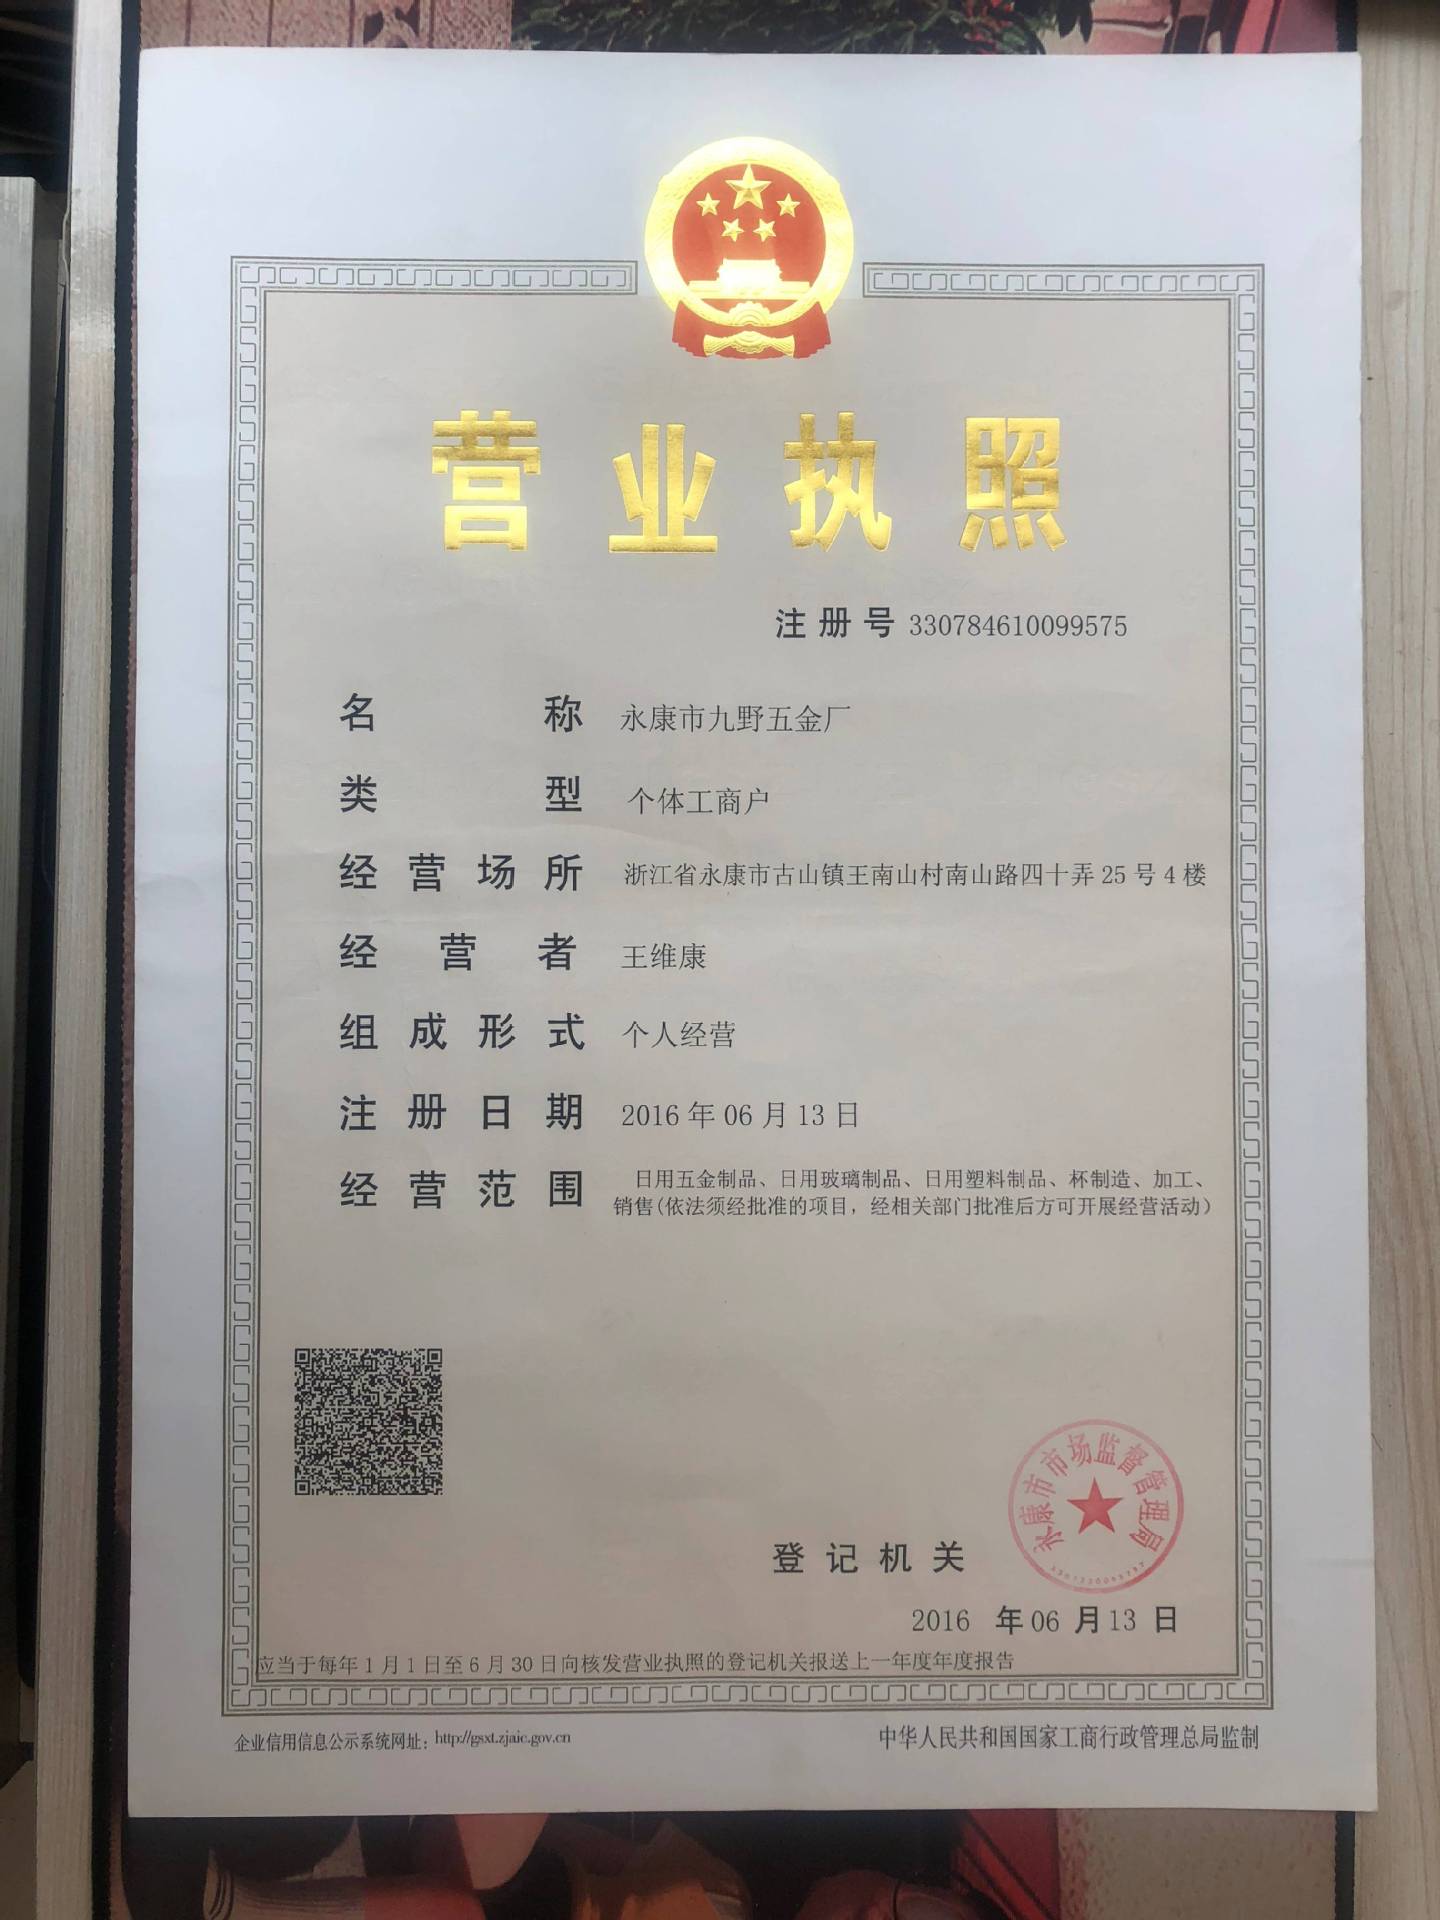 营业执照
注册号 330784610099575
名称 永康市九野五金厂
类型 个体工商户
经营场所 浙江省永康市古山镇王南山村南山路四十弄25号4楼
经营者 王维康
组成形式 个人经营
注册日期 2016年06月13日
经营范围 日用五金制品、日用玻璃制品、日用塑料制品、杯制造、加工、
销售(依法须经批准的项目，经相关部门批准后方可开展经营活动)
永康市市场监督管理局
登记机关
2016 年06 月13 日
应当于每年1月1日至6月30日向核发营业执照的登记机关报送上一年度年度报告
企业信用信息公示系统网址：http://gsxt.zjaic.gov.cn
中华人民共和国国家工商行政管理总局监制